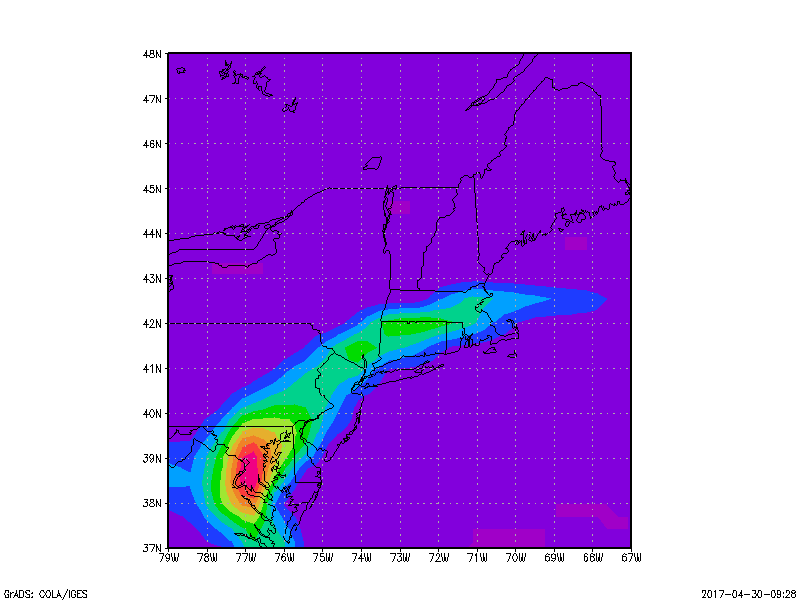 48N
47N
46N
45N
44N
43N
42N
41N
40N
39N
38N
37N
79W 78W 77W 76W 75W 74W 73W 72W 71W 70W 69W 68W 67W
GrADS: COLA/IGES 2017-04-30-09:28